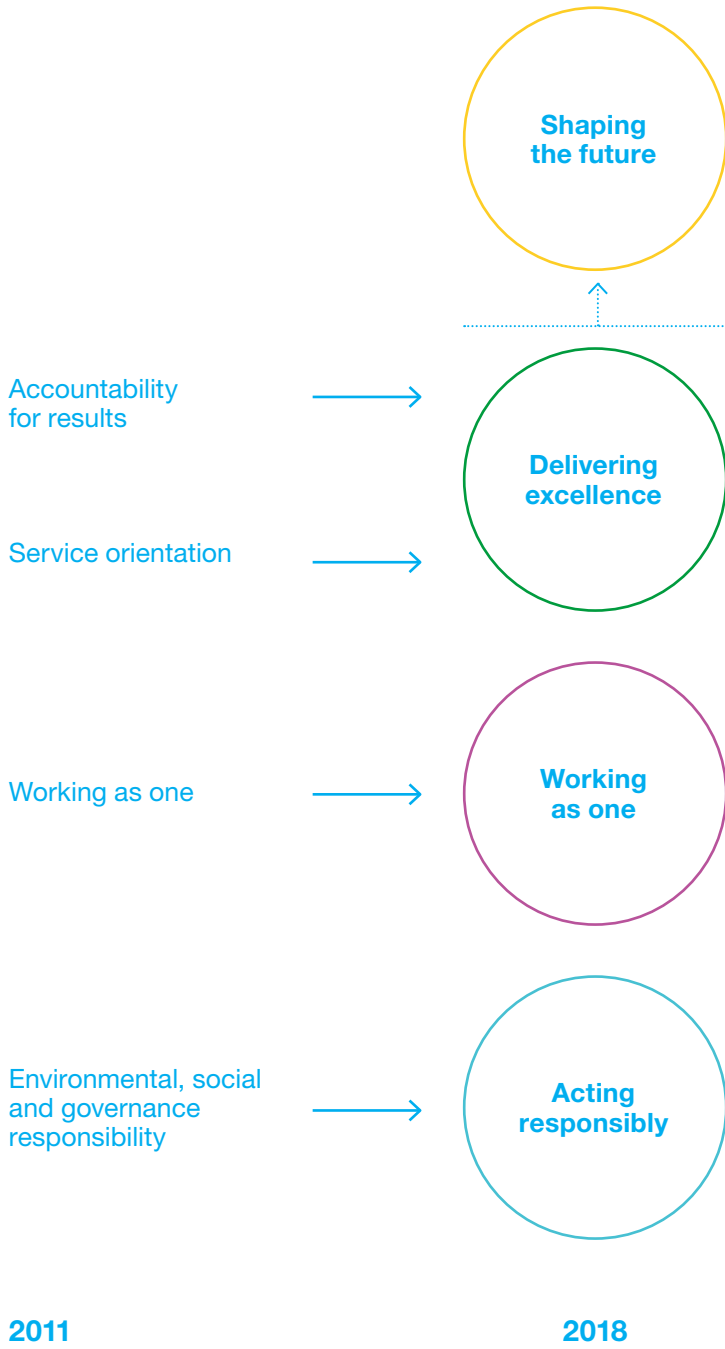 Shaping
the future
Accountability
for results
Delivering
excellence
Service orientation
Working as one
Working
as one
Environmental, social
and governance
responsibility
Acting
responsibly
2011
2018